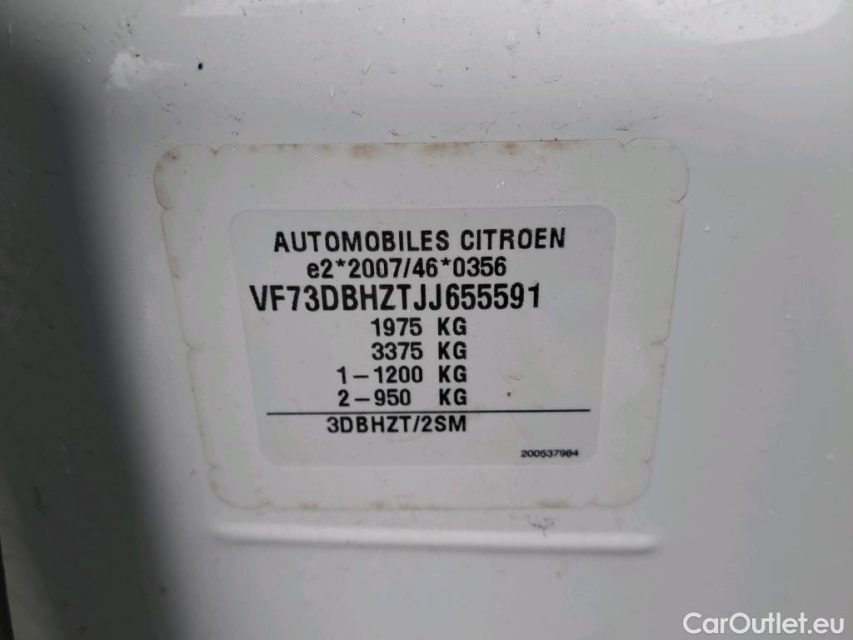 AUTOMOBILES CITROEN
e2*2007/46*0356
VF73DBHZTJJ655591
1975 KG
3375 KG
1-1200 KG
2-950 KG
3DBHZT/2SM
200537984
CarOutlet.eu